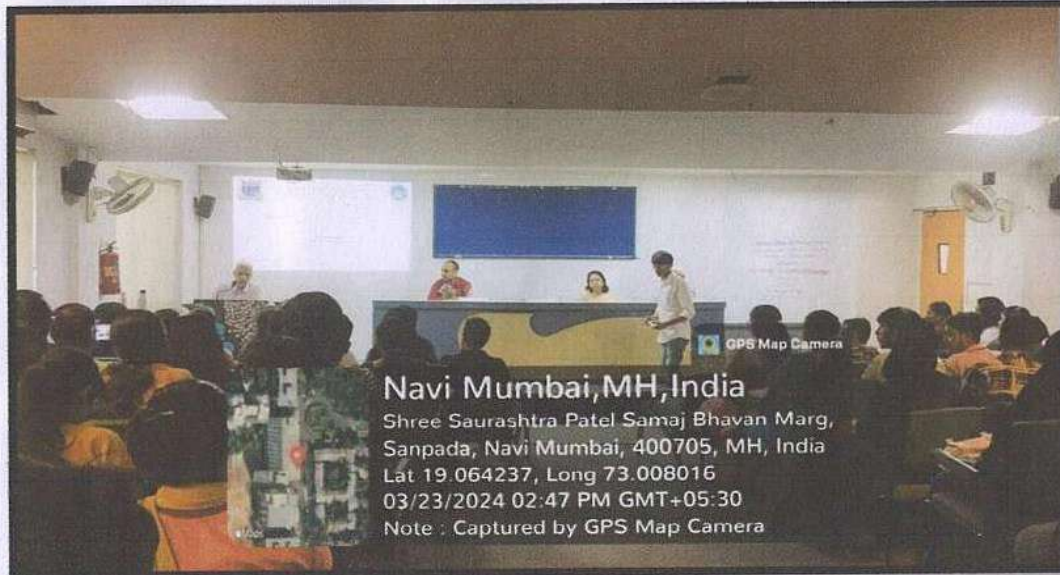 GPS Map Camera
Navi Mumbai,MH,India
Shree Saurashtra Patel Samaj Bhavan Marg,
Sanpada, Navi Mumbai, 400705, MH, India
Lat 19.064237, Long 73.008016
03/23/2024 02:47 PM GMT+05:30
Note : Captured by GPS Map Camera